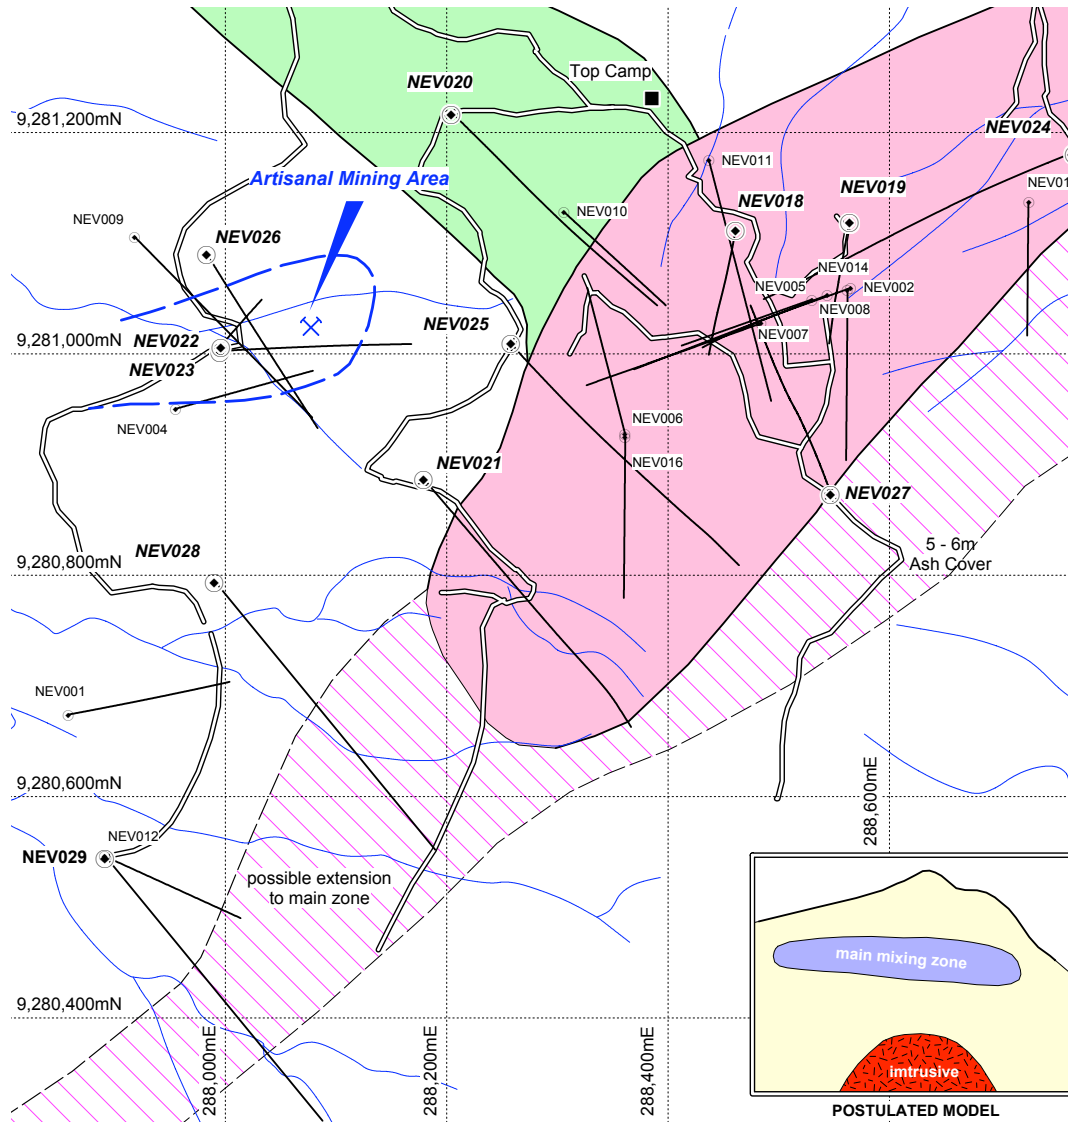 Top Camp
NEV020
9,281,200mN
NEV024
NEV011
Artisanal Mining Area
NEV01
NEV019
NEV010
NEV018
NEV009
NEV026
NEV014
NEV005
NEV002
NEV025
NEV008
NEV022
NEV007
9,281,000mN
NEV023
NEV004
NEV006
NEV021
NEV016
NEV027
NEV028
5 - 6m
Ash Cover
9,280,800mN
NEV001
9,280,600mN
288,600mE
NEV012
NEV029
possible extension
to main zone
9,280,400mN
288,000mE
288,200mE
288,400mE
main mixing zone
imtrusive
POSTULATED MODEL